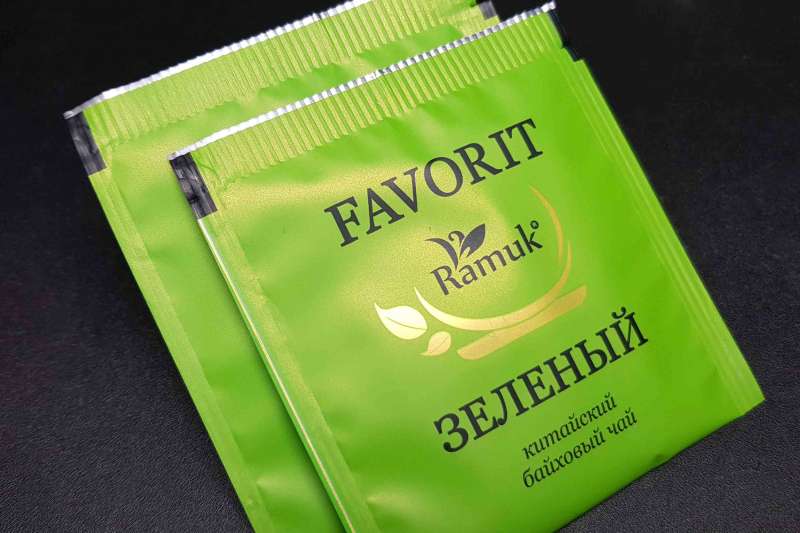 FAVORIT
Ramuk
ЗЕЛЕНЫЙ
китайский
байховый чай